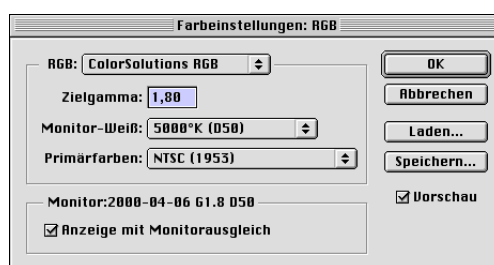 Farbeinstellungen: RGB
RGB: ColorSolutions RGB
Zielgamma: 1,80
Monitor-Weiß: 5000°K (D50)
Primärfarben: NTSC (1953)
Monitor:2000-04-06 G1.8 D50
Anzeige mit Monitorausgleich
OK
Abbrechen
Laden...
Speichern...
Vorschau